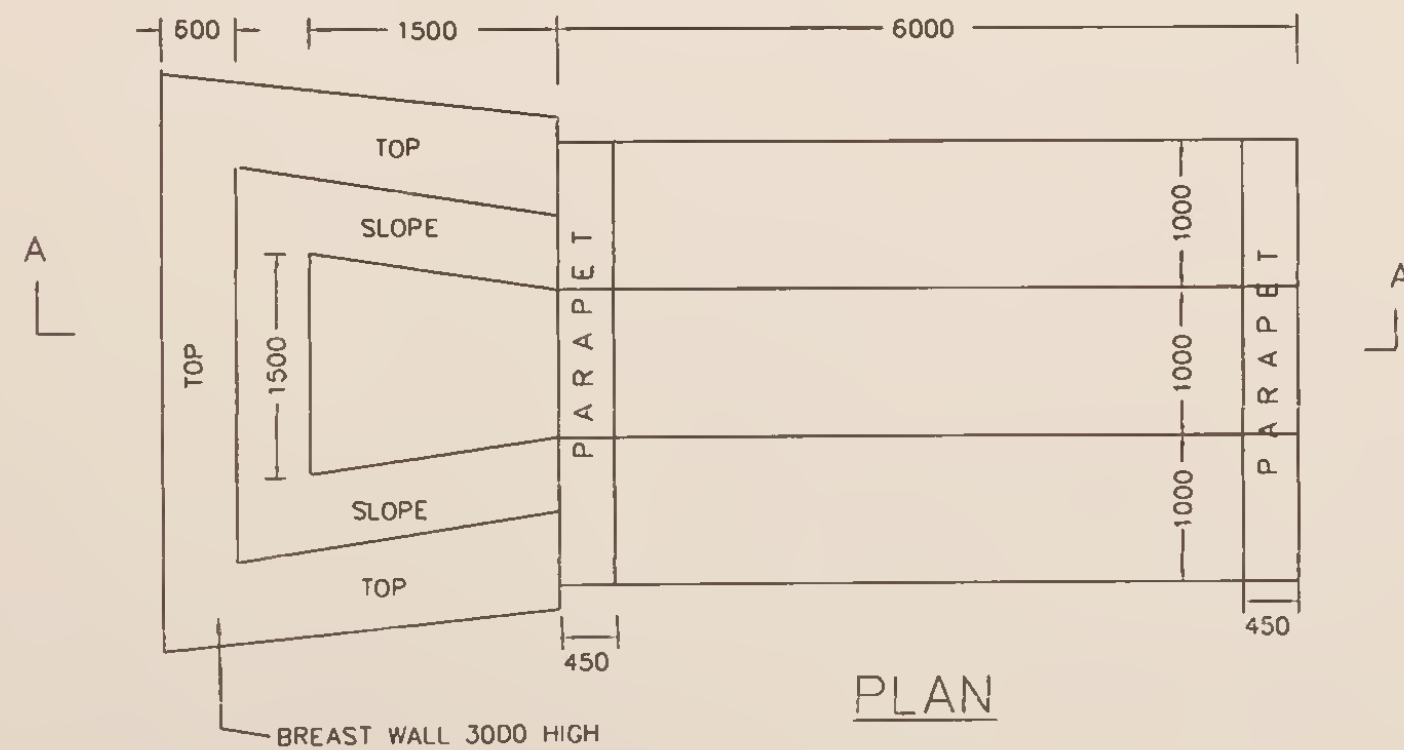 600 1500 6000
TOP
SLOPE
PARAPET
1000
PARAPET
A
A
TOP
1500
1000
1000
SLOPE
TOP
450
450
PLAN
BREAST WALL 3000 HIGH